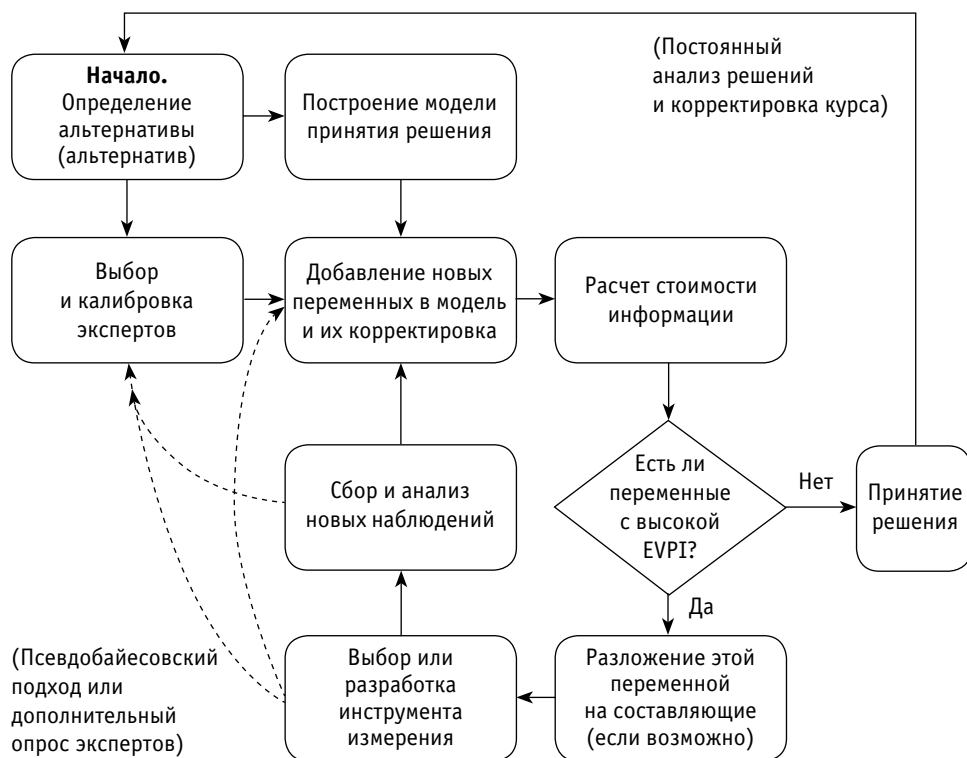 (Постоянный
анализ решений
и корректировка курса)
Начало.
Определение
альтернативы
(альтернатив)
Построение модели
принятия решения
Выбор
и калибровка
экспертов
Добавление новых
переменных в модель
и их корректировка
Расчет стоимости
информации
Сбор и анализ
новых наблюдений
Есть ли
переменные
с высокой
EVPI?
Нет
Принятие
решения
Да
(Псевдобайесовский
подход или
дополнительный
опрос экспертов)
Выбор или
разработка
инструмента
измерения
Разложение этой
переменной
на составляющие
(если возможно)